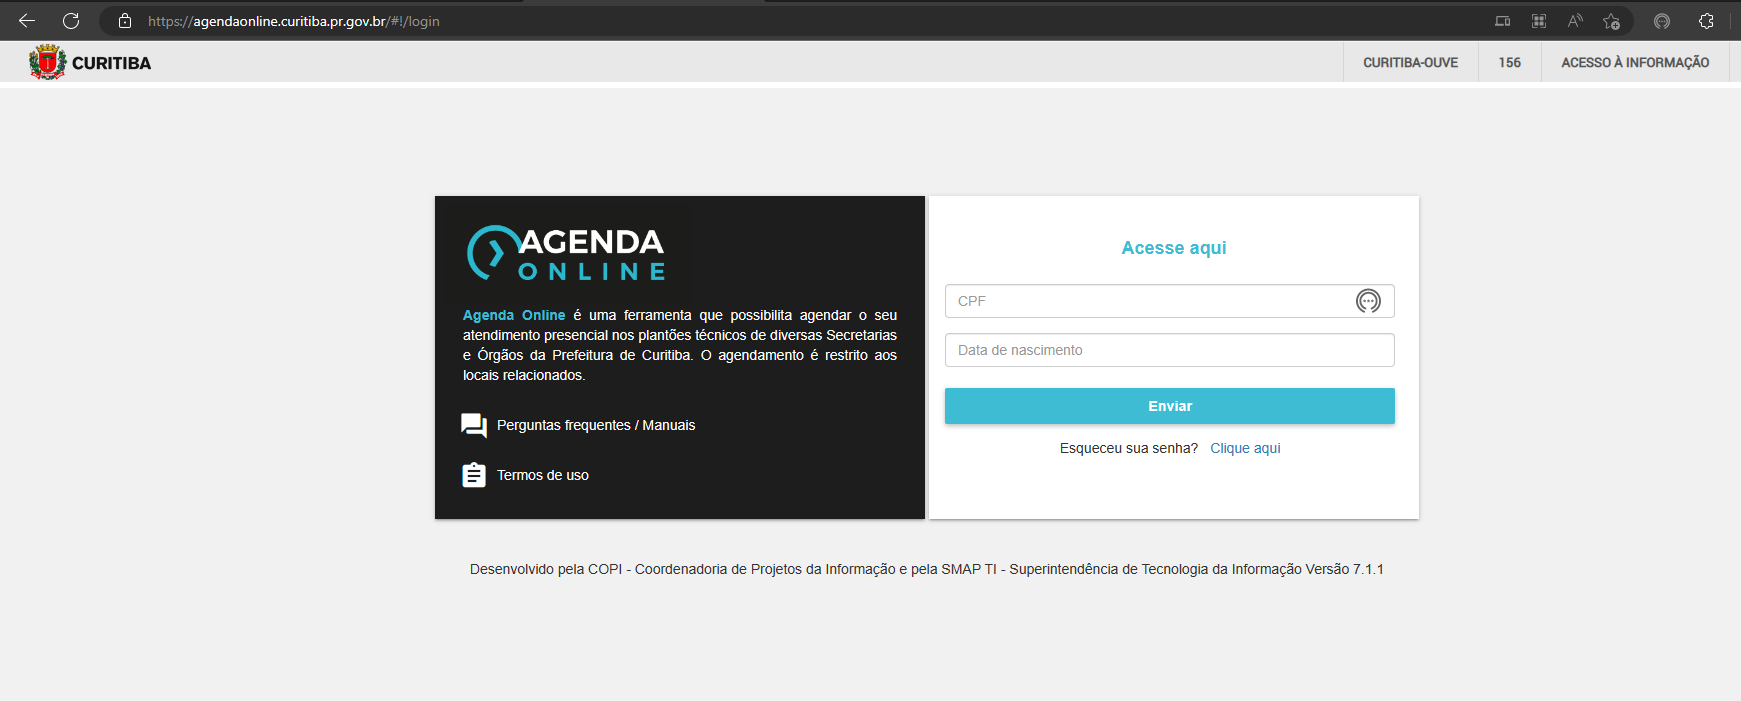 https://agendaonline.curitiba.pr.gov.br/#!/login
CURITIBA
CURITIBA-OUVE
156
ACESSO À INFORMAÇÃO
AGENDA
ONLINE
Agenda Online é uma ferramenta que possibilita agendar o seu
atendimento presencial nos plantões técnicos de diversas Secretarias
e Órgãos da Prefeitura de Curitiba. O agendamento é restrito aos
locais relacionados.
Perguntas frequentes / Manuais
Termos de uso
Acesse aqui
CPF
Data de nascimento
Enviar
Esqueceu sua senha? Clique aqui
Desenvolvido pela COPI - Coordenadoria de Projetos da Informação e pela SMAP TI - Superintendência de Tecnologia da Informação Versão 7.1.1